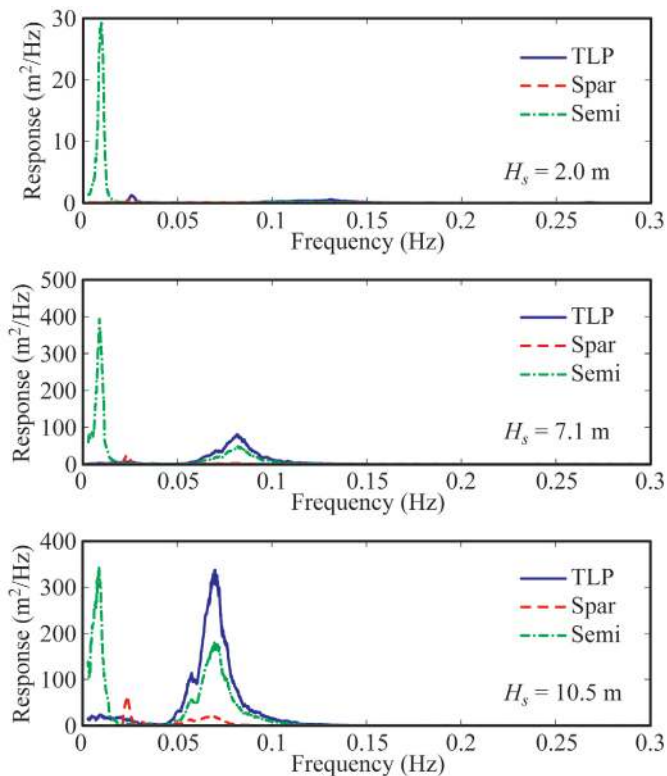 30
20
10
0
Response (m²/Hz)
TLP
Spar
Semi
Hs = 2.0 m
0 0.05 0.1 0.15 0.2 0.25 0.3
Frequency (Hz)
500
400
300
200
100
0
Response (m²/Hz)
TLP
Spar
Semi
Hs = 7.1 m
0 0.05 0.1 0.15 0.2 0.25 0.3
Frequency (Hz)
400
300
200
100
0
Response (m²/Hz)
TLP
Spar
Semi
Hs = 10.5 m
0 0.05 0.1 0.15 0.2 0.25 0.3
Frequency (Hz)